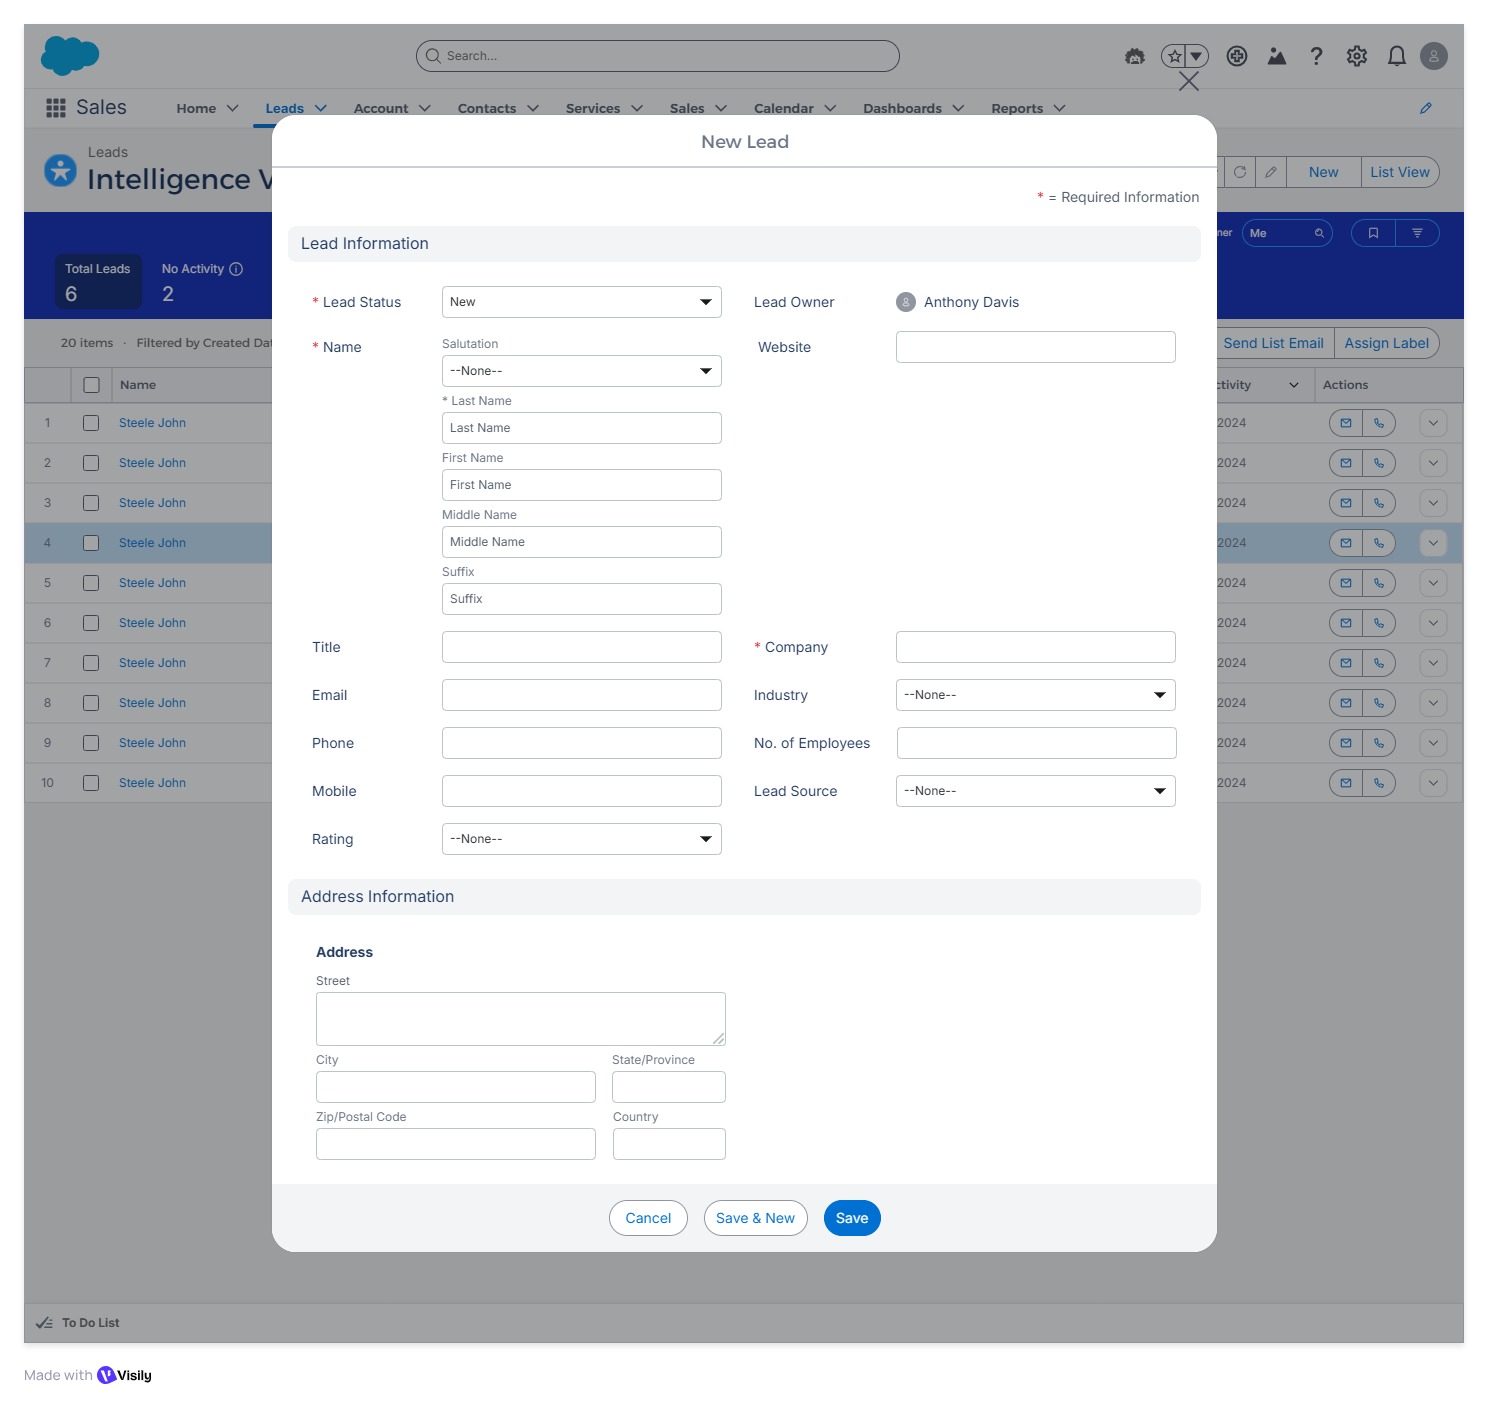 Search...
Sales
Home
Leads
Account
Contacts
Services
Sales
Calendar
Dashboards
Reports
Leads
Intelligence V
New
List View
Total Leads
6
No Activity
2
ner
Me
20 items · Filtered by Created Dat
Send List Email
Assign Label
Name
ctivity
Actions
1 Steele John 2024
2 Steele John 2024
3 Steele John 2024
4 Steele John 2024
5 Steele John 2024
6 Steele John 2024
7 Steele John 2024
8 Steele John 2024
9 Steele John 2024
10 Steele John 2024
New Lead
* = Required Information
Lead Information
* Lead Status
New
Lead Owner
Anthony Davis
* Name
Salutation
--None--
Website
* Last Name
Last Name
First Name
First Name
Middle Name
Middle Name
Suffix
Suffix
Title
* Company
Email
Industry
--None--
Phone
No. of Employees
Mobile
Lead Source
--None--
Rating
--None--
Address Information
Address
Street
City
State/Province
Zip/Postal Code
Country
Cancel
Save & New
Save
To Do List
Made with Visily